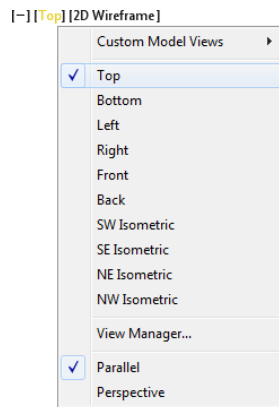 [−] [Top] [2D Wireframe]
Custom Model Views
Top
Bottom
Left
Right
Front
Back
SW Isometric
SE Isometric
NE Isometric
NW Isometric
View Manager...
Parallel
Perspective